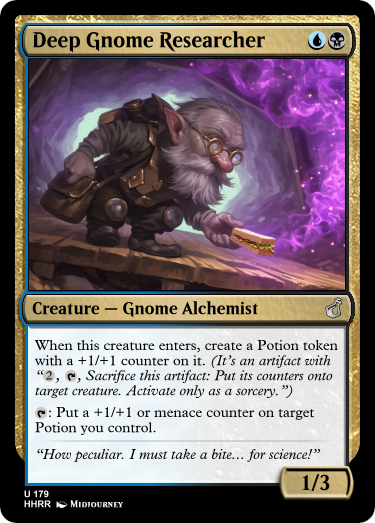 Deep Gnome Researcher
Creature — Gnome Alchemist
When this creature enters, create a Potion token
with a +1/+1 counter on it. (It's an artifact with
“2, , Sacrifice this artifact: Put its counters onto
target creature. Activate only as a sorcery.”)
: Put a +1/+1 or menace counter on target
Potion you control.
“How peculiar. I must take a bite… for science!”
1/3
U 179
HHRR Midjourney